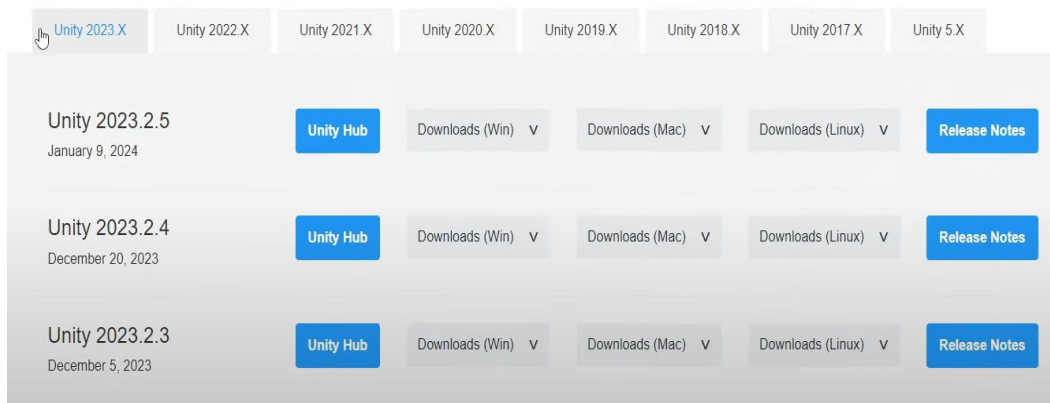 Unity 2023.X Unity 2022.X Unity 2021.X Unity 2020.X Unity 2019.X Unity 2018.X Unity 2017.X Unity 5.X
Unity 2023.2.5
January 9, 2024
Unity Hub Downloads (Win) V Downloads (Mac) V Downloads (Linux) V Release Notes
Unity 2023.2.4
December 20, 2023
Unity Hub Downloads (Win) V Downloads (Mac) V Downloads (Linux) V Release Notes
Unity 2023.2.3
December 5, 2023
Unity Hub Downloads (Win) V Downloads (Mac) V Downloads (Linux) V Release Notes